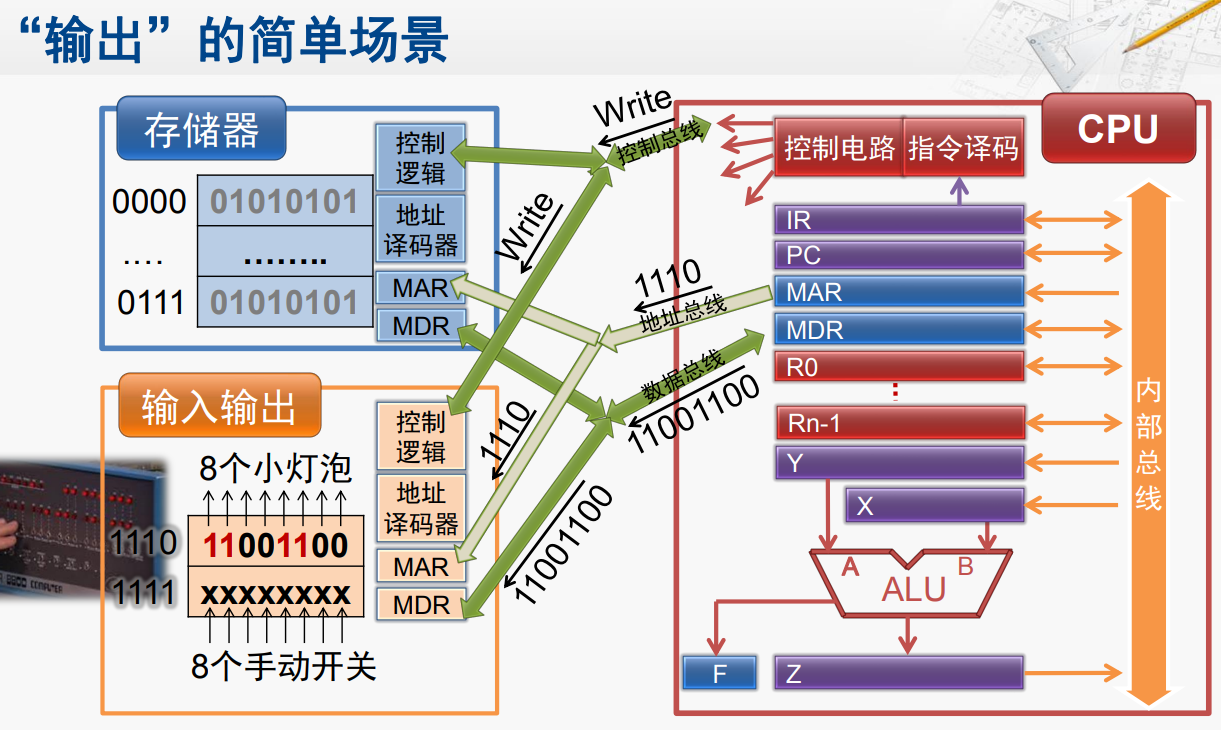 “输出”的简单场景
存储器
控制
逻辑
0000 01010101
地址
译码器
.... ........
0111 01010101
MAR
MDR
输入输出
控制
逻辑
8个小灯泡
地址
译码器
1110 11001100
1111 xxxxxxxx
MAR
MDR
8个手动开关
Write
控制总线
Write
1110
地址总线
数据总线
11001100
1110
11001100
CPU
控制电路
指令译码
IR
PC
MAR
MDR
R0
Rn-1
Y
X
A
B
ALU
F
Z
内部总线